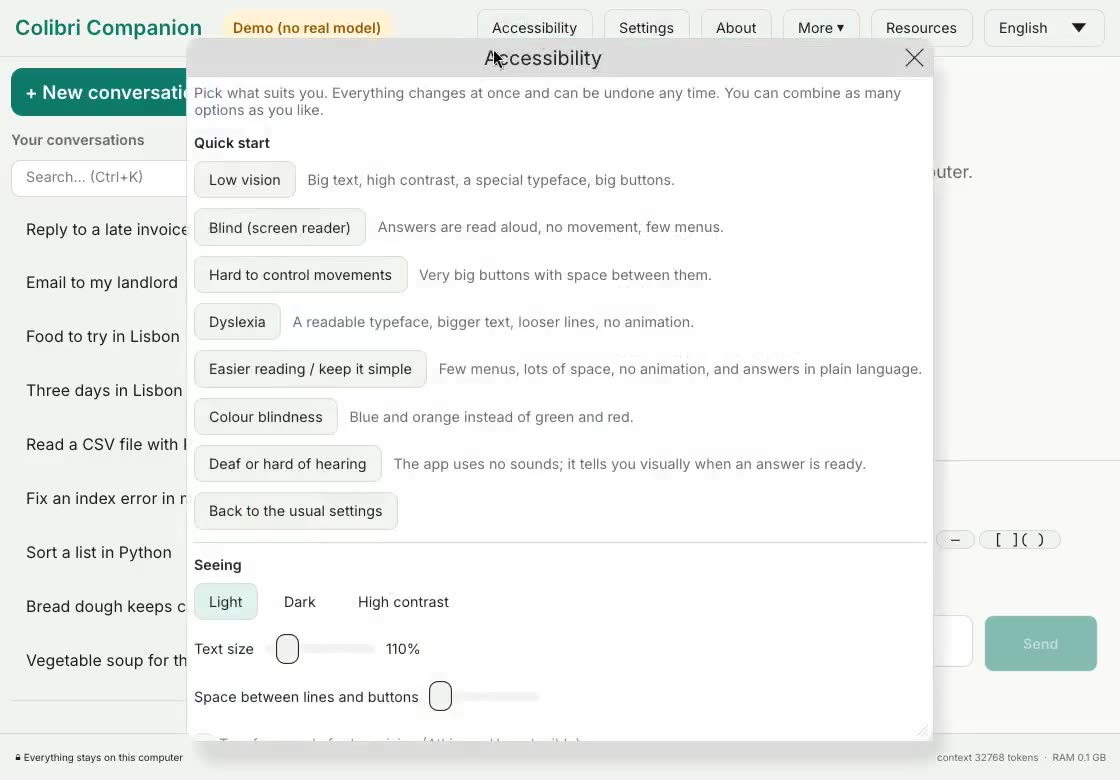 Colibri Companion
Demo (no real model)
Accessibility
Settings
About
More ▾
Resources
English
Accessibility
+ New conversatio
Pick what suits you. Everything changes at once and can be undone any time. You can combine as many
options as you like.
Your conversations
Quick start
Search... (Ctrl+K)
Low vision Big text, high contrast, a special typeface, big buttons.
outer.
Reply to a late invoice
Blind (screen reader) Answers are read aloud, no movement, few menus.
Email to my landlord
Hard to control movements Very big buttons with space between them.
Food to try in Lisbon
Dyslexia A readable typeface, bigger text, looser lines, no animation.
Three days in Lisbon
Easier reading / keep it simple Few menus, lots of space, no animation, and answers in plain language.
Colour blindness Blue and orange instead of green and red.
Read a CSV file with
Deaf or hard of hearing The app uses no sounds; it tells you visually when an answer is ready.
Fix an index error in
Back to the usual settings
– [ ]( )
Sort a list in Python
Seeing
Bread dough keeps
Light Dark High contrast
Vegetable soup for th
Text size 110%
Send
Space between lines and buttons
Everything stays on this computer
context 32768 tokens · RAM 0.1 GB